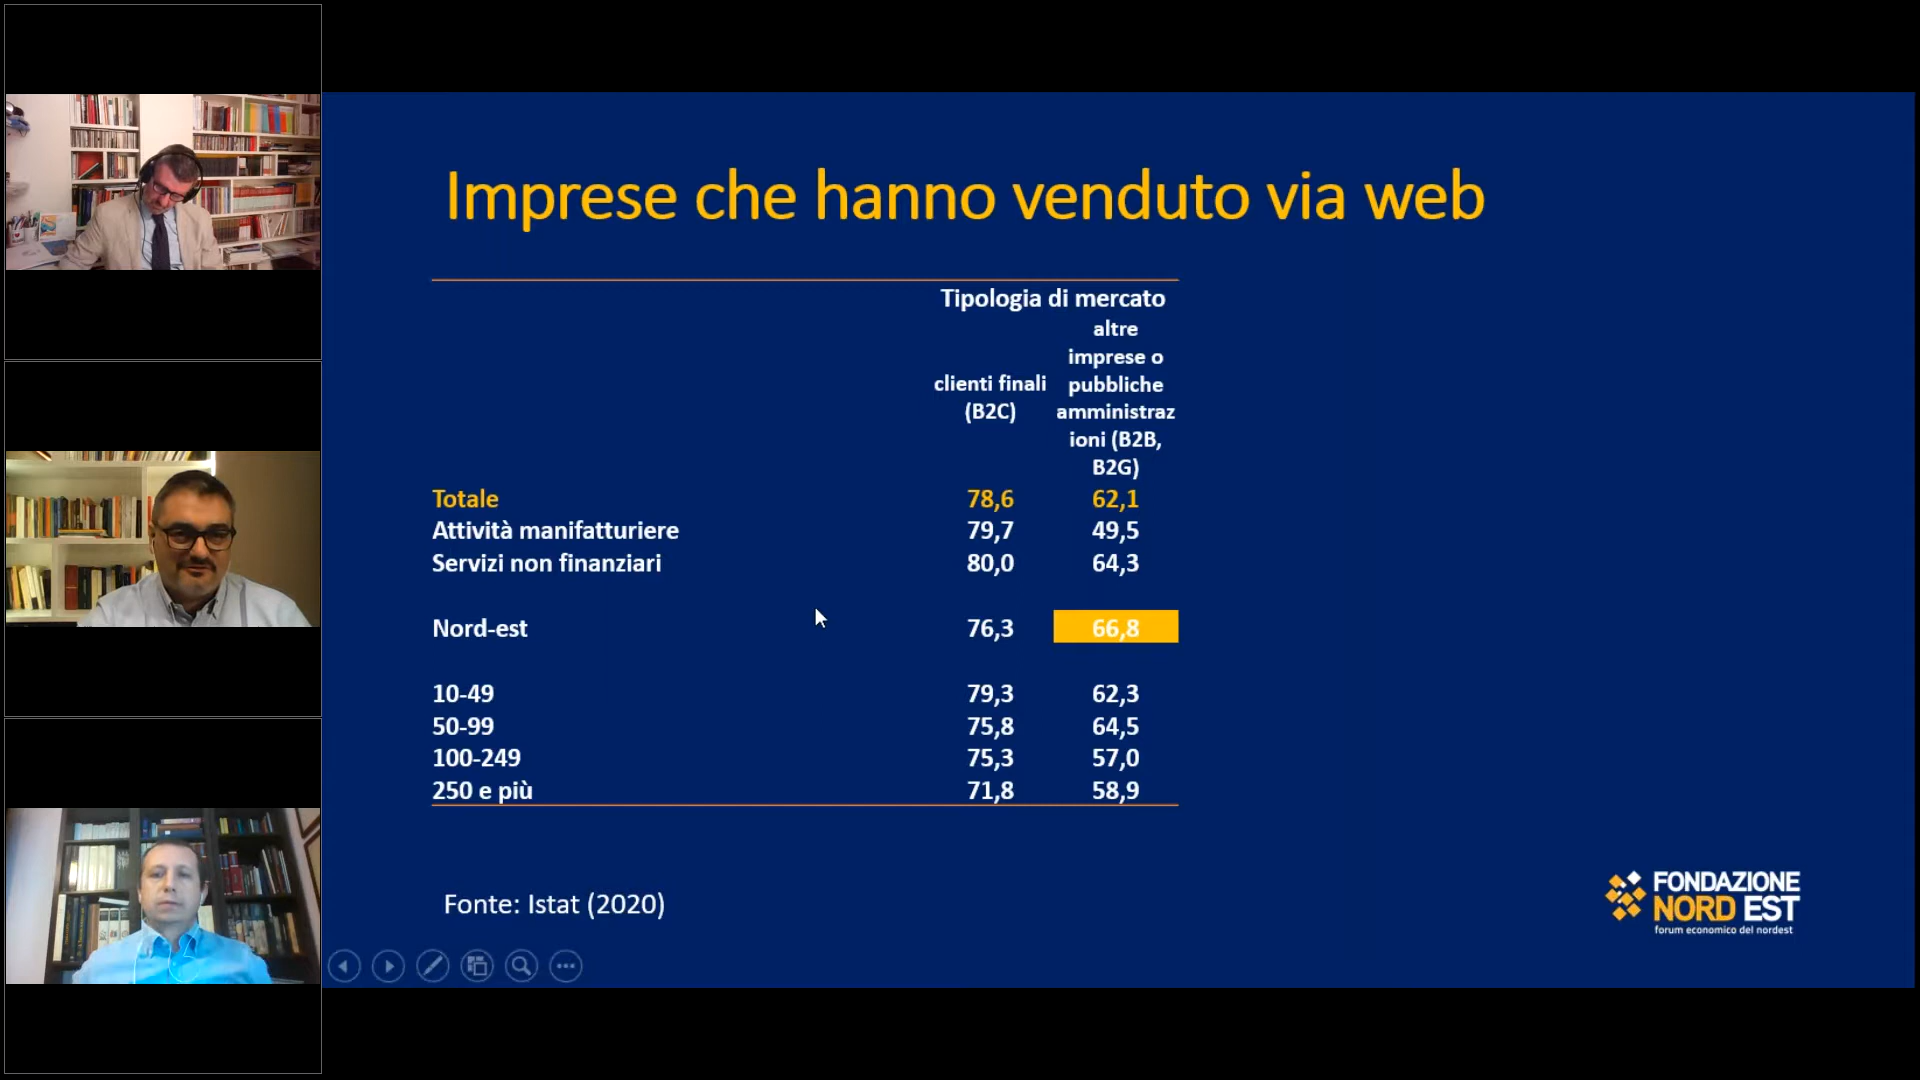 Imprese che hanno venduto via web
Tipologia di mercato
clienti finali
(B2C)
altre
imprese o
pubbliche
amministraz
ioni (B2B,
B2G)
Totale 78,6 62,1
Attività manifatturiere 79,7 49,5
Servizi non finanziari 80,0 64,3
Nord-est 76,3 66,8
10-49 79,3 62,3
50-99 75,8 64,5
100-249 75,3 57,0
250 e più 71,8 58,9
Fonte: Istat (2020)
FONDAZIONE
NORD EST
forum economico del nordest